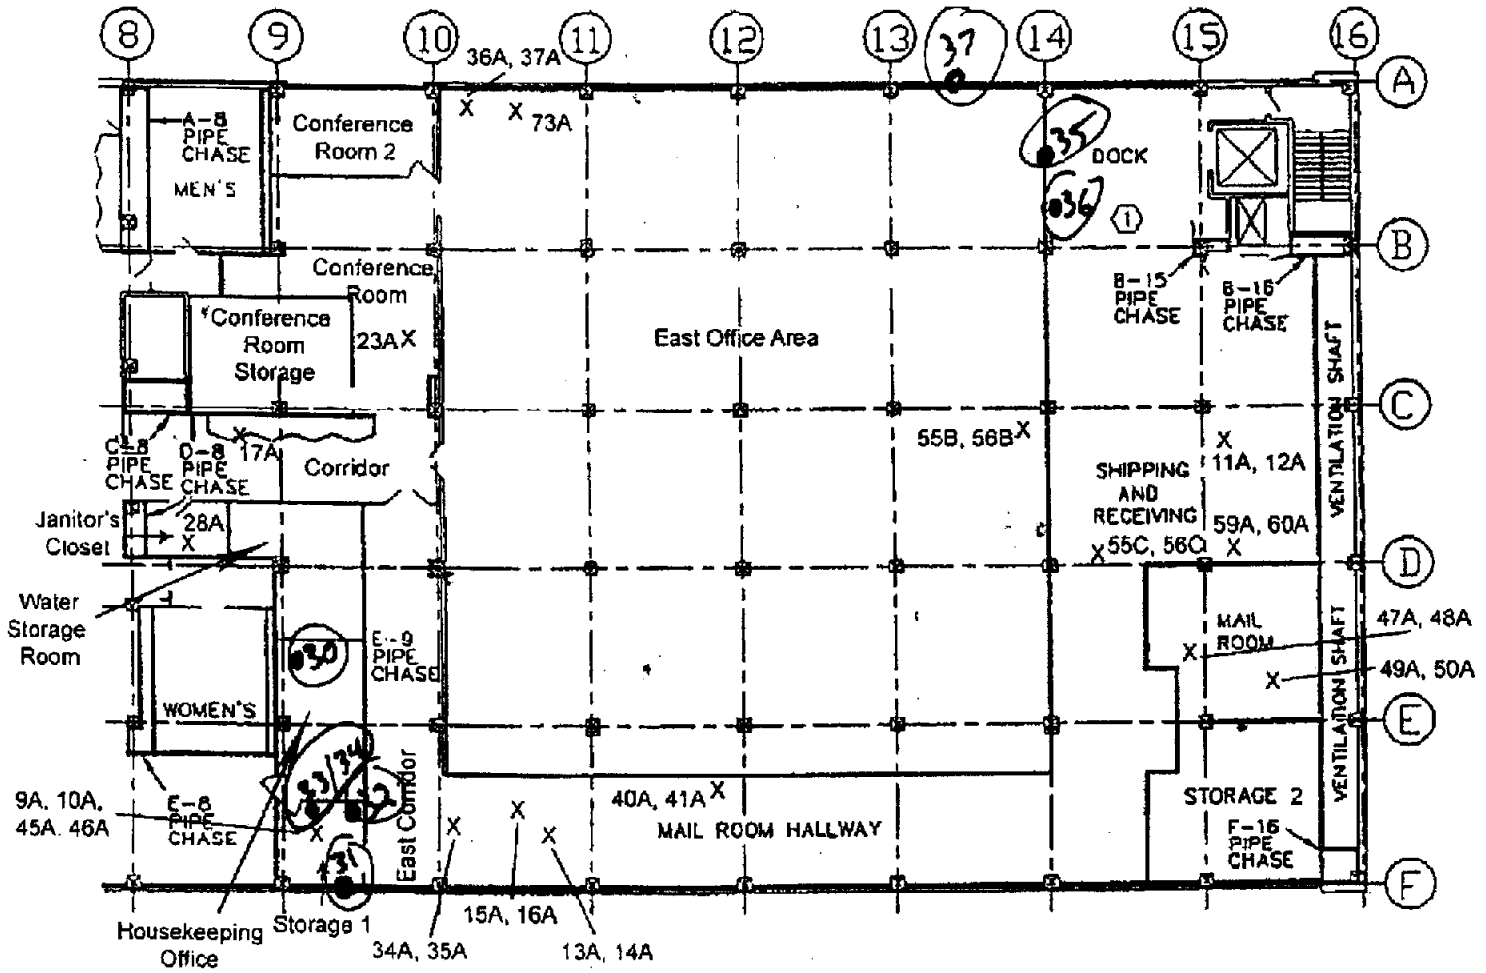 8
9
10
11
12
13
37
14
15
16
A
36A, 37A
73A
A-8
PIPE
CHASE
MEN'S
Conference
Room 2
35
DOCK
36
1
B
Conference
Room
Conference
Room
Storage
23A
East Office Area
B-15
PIPE
CHASE
B-16
PIPE
CHASE
VENTILATION SHAFT
C
C-8
PIPE
CHASE
D-8
PIPE
CHASE
17A
Corridor
55B, 56B
11A, 12A
SHIPPING
AND
RECEIVING
59A, 60A
55C, 56C
Janitor's
Closet
28A
D
Water
Storage
Room
30
E-9
PIPE
CHASE
MAIL
ROOM
47A, 48A
49A, 50A
VENTILATION SHAFT
WOMEN'S
E
33/34
32
East Corridor
9A, 10A,
45A. 46A
E-8
PIPE
CHASE
40A, 41A
MAIL ROOM HALLWAY
STORAGE 2
F-16
PIPE
CHASE
31
F
Storage 1
Housekeeping
Office
15A, 16A
34A, 35A
13A, 14A